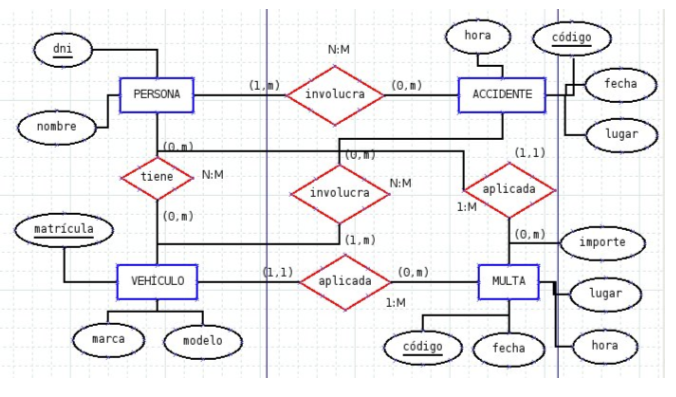 hora
código
N:M
dni
PERSONA
(1,m)
involucra
(0,m)
ACCIDENTE
fecha
nombre
lugar
(0,m)
(0,m)
(1,1)
tiene
N:M
involucra
N:M
aplicada
1:M
(0,m)
matrícula
(1,m)
(0,m)
importe
VEHÍCULO
(1,1)
aplicada
(0,m)
MULTA
lugar
1:M
marca
modelo
código
fecha
hora